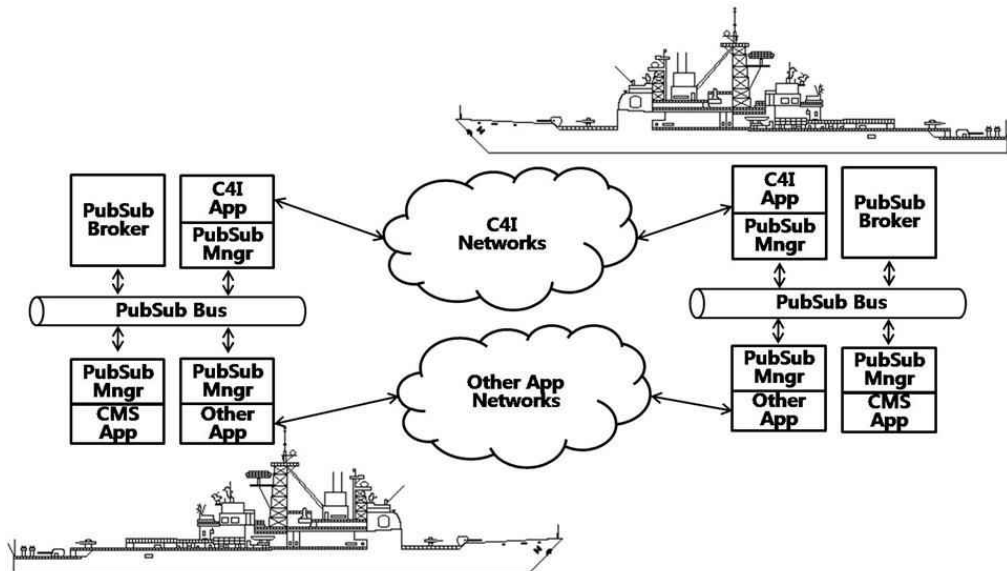 PubSub
Broker
C4I
App
PubSub
Mngr
PubSub Bus
PubSub
Mngr
CMS
App
PubSub
Mngr
Other
App
C4I
Networks
Other App
Networks
C4I
App
PubSub
Mngr
PubSub
Broker
PubSub Bus
PubSub
Mngr
Other
App
PubSub
Mngr
CMS
App